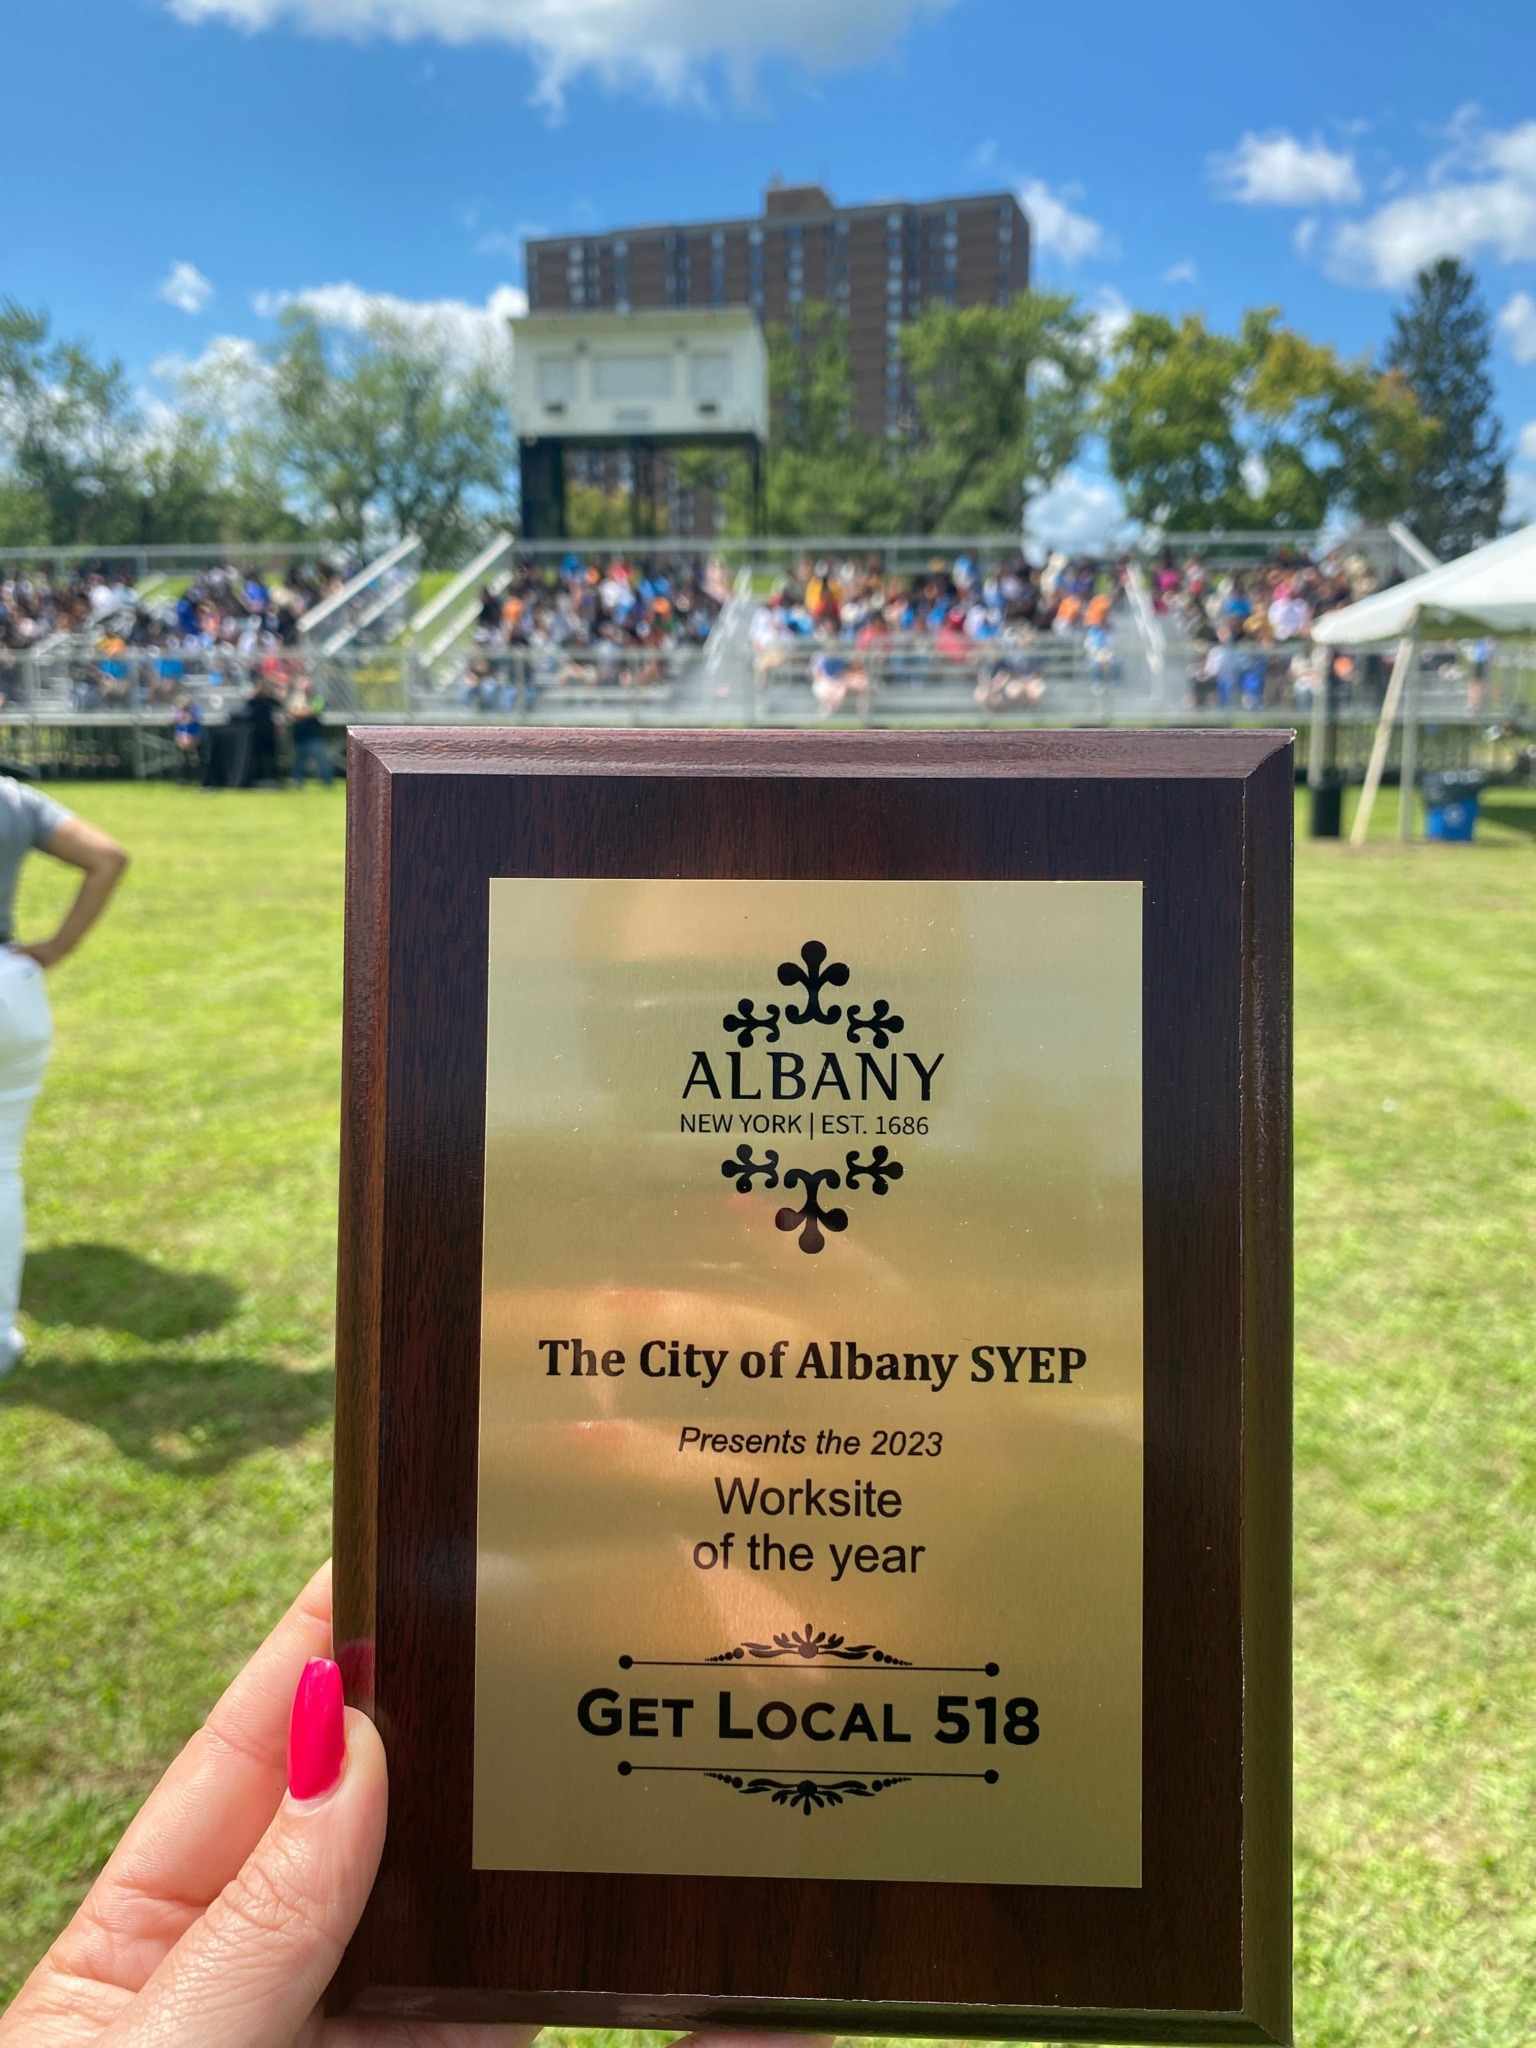 ALBANY
NEW YORK | EST. 1686
The City of Albany SYEP
Presents the 2023
Worksite
of the year
GET LOCAL 518